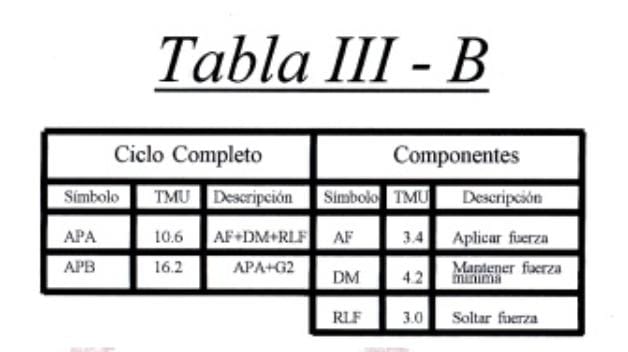 Tabla III - B
Ciclo Completo Componentes
Símbolo TMU Descripción Símbolo TMU Descripción
APA 10.6 AF+DM+RLF AF 3.4 Aplicar fuerza
APB 16.2 APA+G2 DM 4.2 Mantener fuerza
mínima
RLF 3.0 Soltar fuerza